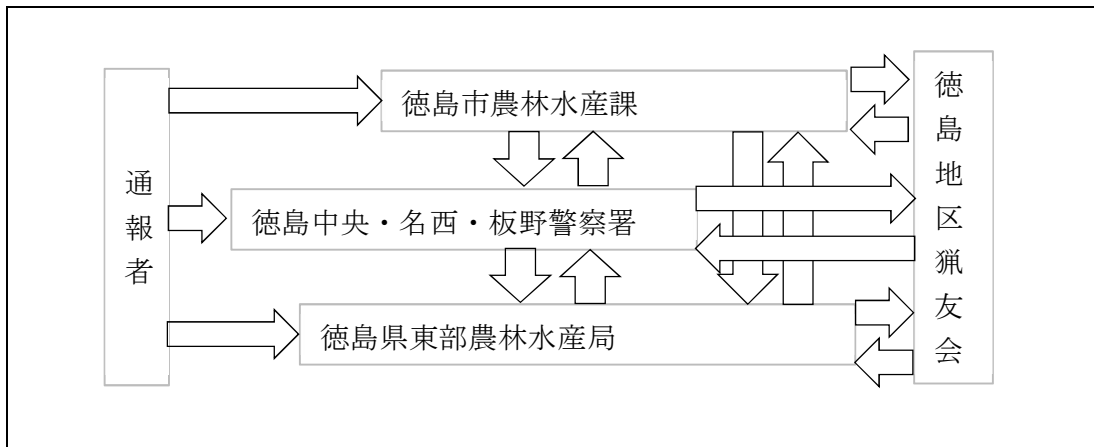 通報者
徳島市農林水産課
徳島中央・名西・板野警察署
徳島県東部農林水産局
徳島地区猟友会